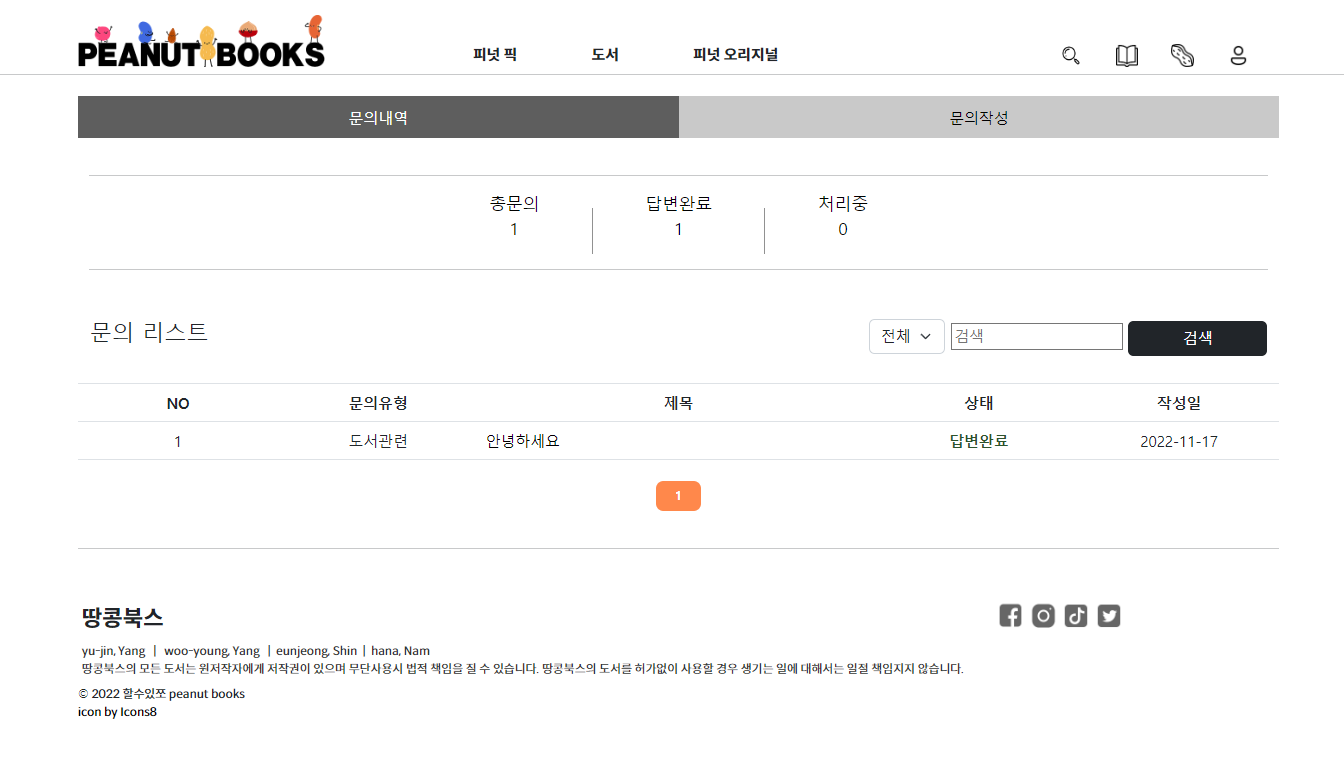 PEANUT BOOKS
피넛 픽 도서 피넛 오리지널
문의내역 문의작성
총문의 답변완료 처리중
1 1 0
문의 리스트 전체 검색 검색
NO 문의유형 제목 상태 작성일
1 도서관련 안녕하세요 답변완료 2022-11-17
1
땅콩북스
yu-jin, Yang | woo-young, Yang | eunjeong, Shin | hana, Nam
땅콩북스의 모든 도서는 원저작자에게 저작권이 있으며 무단사용시 법적 책임을 질 수 있습니다. 땅콩북스의 도서를 허가없이 사용할 경우 생기는 일에 대해서는 일절 책임지지 않습니다.
© 2022 할수있쪼 peanut books
icon by Icons8